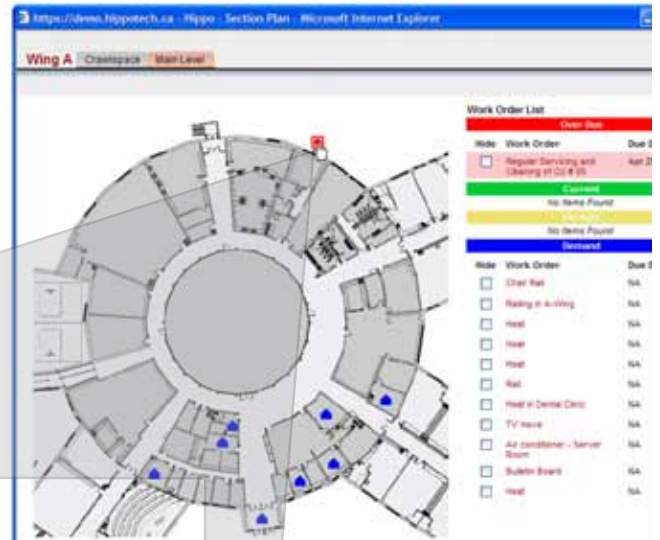 https://demo.hippotech.ca - Hippo - Section Plan - Microsoft Internet Explorer
Wing A Crawlspace Main Level
Work Order List
Over Due
Hide Work Order Due
Regular Servicing and
Cleaning of CU #
Current
No Items Found
No Items Found
Demand
Hide Work Order Due
Chair Rail NA
Railing in A-Wing NA
Heat NA
Heat NA
Heat NA
Rail NA
Heat in Dental Clinic NA
TV move NA
Air conditioner - Server NA
Room
Bulletin Board NA
Heat NA